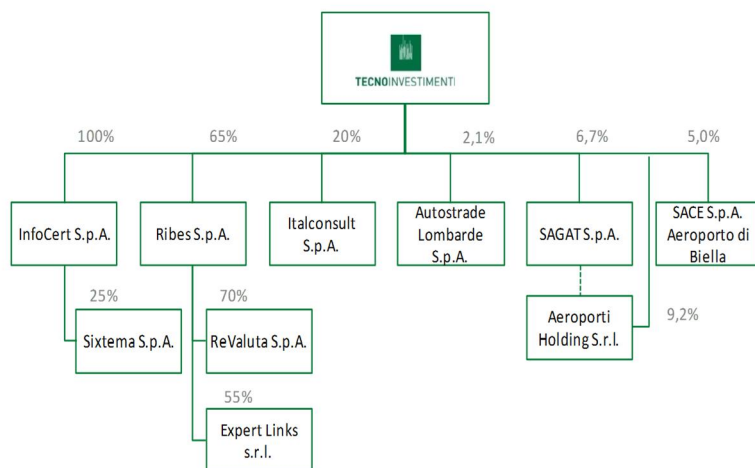 TECNOINVESTIMENTI
100%
65%
20%
2,1%
6,7%
5,0%
InfoCert S.p.A.
Ribes S.p.A.
Italconsult
S.p.A.
Autostrade
Lombarde
S.p.A.
SAGAT S.p.A.
SACE S.p.A.
Aeroporto di
Biella
25%
70%
Sixtema S.p.A.
ReValuta S.p.A.
Aeroporti
Holding S.r.l.
9,2%
55%
Expert Links
s.r.l.